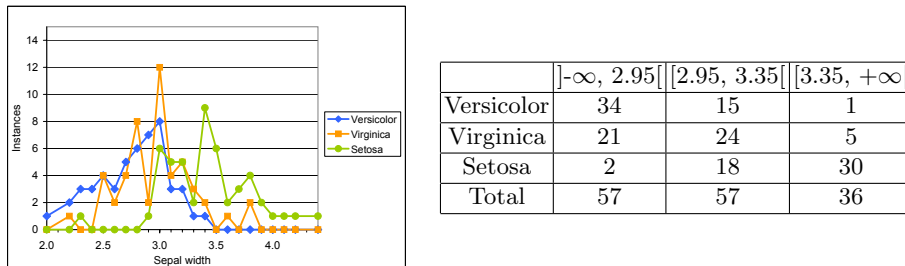 14
12
10
8
6
4
2
0
Instances
2.0 2.5 3.0 3.5 4.0
Sepal width
Versicolor
Virginica
Setosa
]-∞, 2.95[ [2.95, 3.35[ [3.35, +∞
Versicolor 34 15 1
Virginica 21 24 5
Setosa 2 18 30
Total 57 57 36